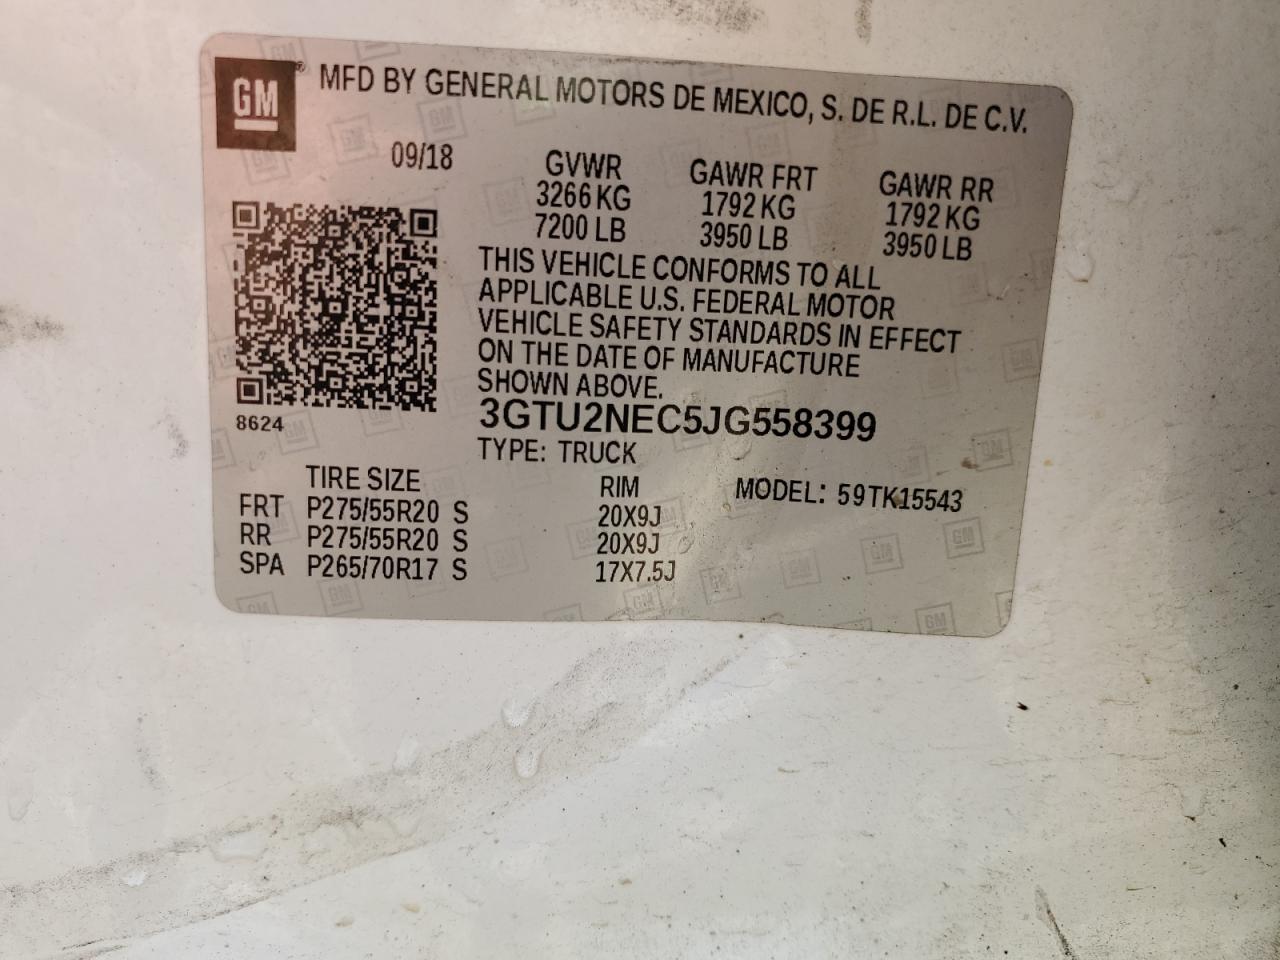 GM ® MFD BY GENERAL MOTORS DE MEXICO, S. DE R.L. DE C.V.
09/18
GVWR GAWR FRT GAWR RR
3266 KG 1792 KG 1792 KG
7200 LB 3950 LB 3950 LB
THIS VEHICLE CONFORMS TO ALL
APPLICABLE U.S. FEDERAL MOTOR
VEHICLE SAFETY STANDARDS IN EFFECT
ON THE DATE OF MANUFACTURE
SHOWN ABOVE.
8624
3GTU2NEC5JG558399
TYPE: TRUCK
TIRE SIZE RIM MODEL: 59TK15543
FRT P275/55R20 S 20X9J
RR P275/55R20 S 20X9J
SPA P265/70R17 S 17X7.5J